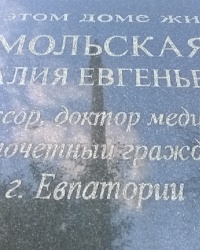 этом доме жи
МОЛЬСКАЯ
АЛИЯ ЕВГЕНЬЕ
ссор, доктор меди
почетный гражд
г. Евпатории